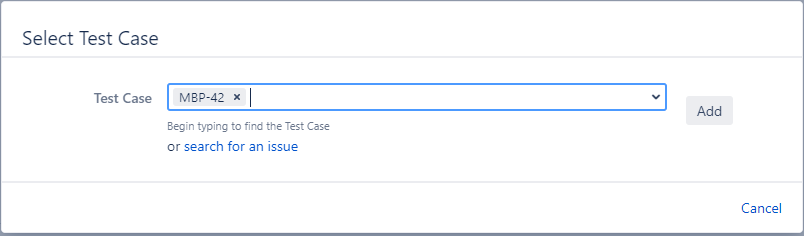 Select Test Case
Test Case MBP-42 × Add
Begin typing to find the Test Case
or search for an issue
Cancel